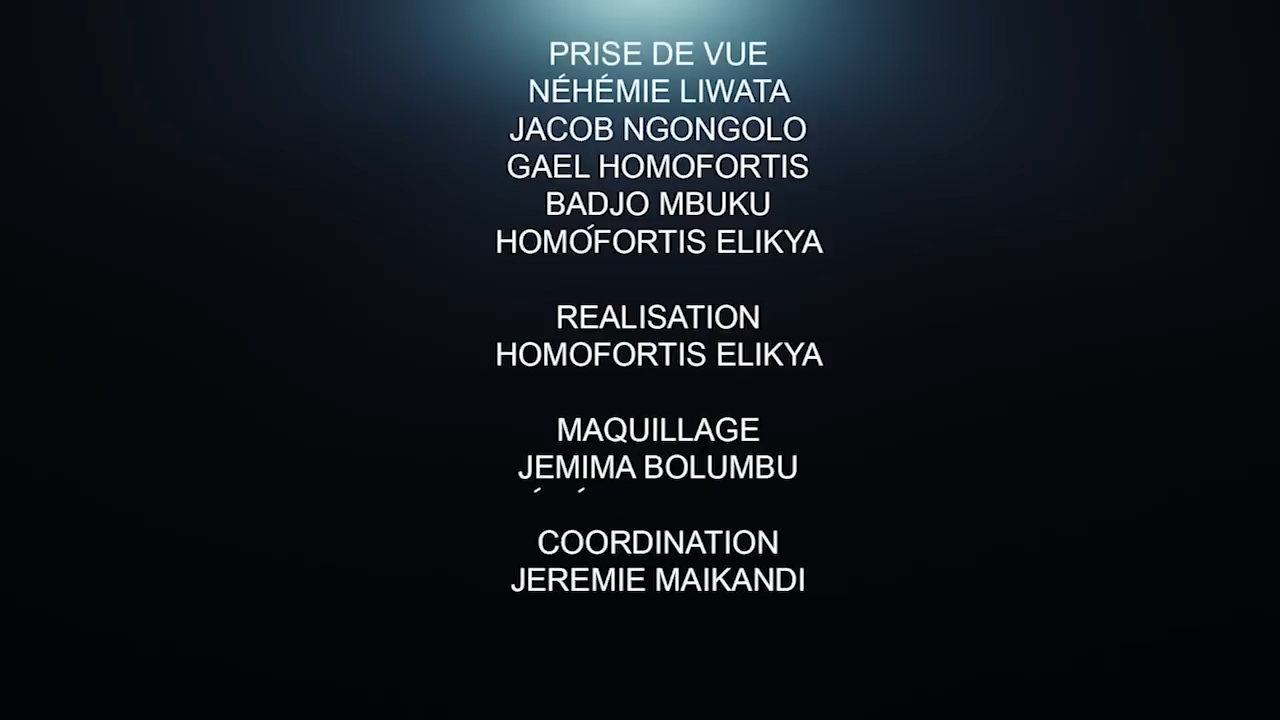 PRISE DE VUE
NÉHÉMIE LIWATA
JACOB NGONGOLO
GAEL HOMOFORTIS
BADJO MBUKU
HOMOFORTIS ELIKYA
REALISATION
HOMOFORTIS ELIKYA
MAQUILLAGE
JEMIMA BOLUMBU
COORDINATION
JEREMIE MAIKANDI